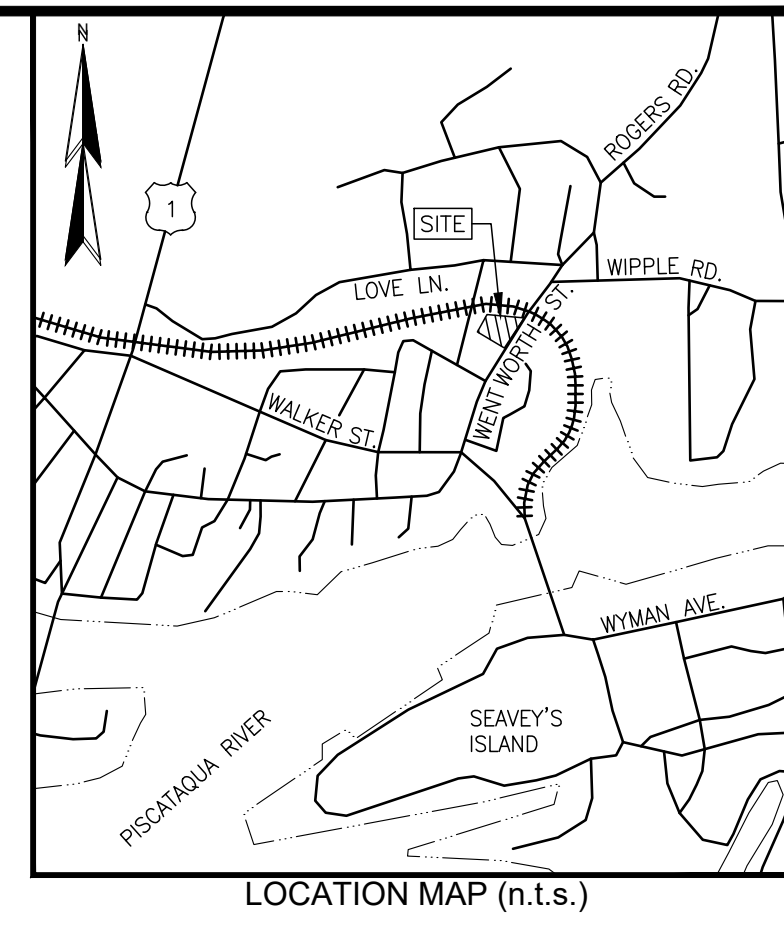 N
1
ROGERS RD.
SITE
WIPPLE RD.
LOVE LN.
WENTWORTH ST.
WALKER ST.
WYMAN AVE.
SEAVEY'S
ISLAND
PISCATAQUA RIVER
LOCATION MAP (n.t.s.)